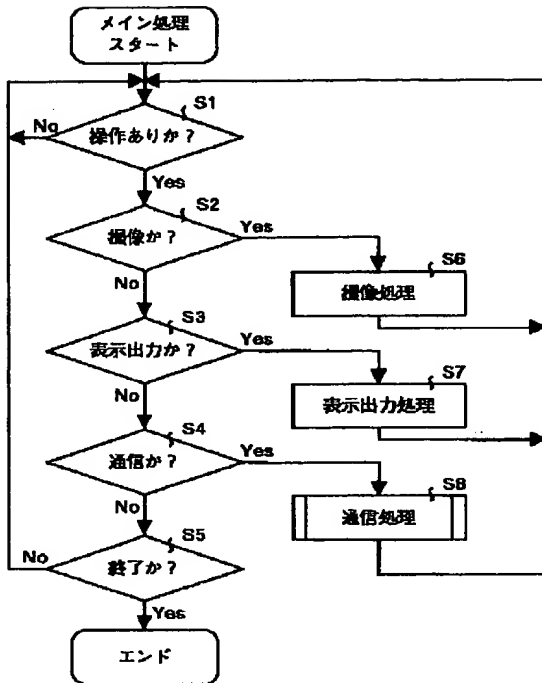 メイン処理
スタート
S1
操作ありか？
No
Yes
S2
撮像か？
Yes
No
S6
撮像処理
S3
表示出力か？
Yes
No
S7
表示出力処理
S4
通信か？
Yes
No
S8
通信処理
S5
終了か？
No
Yes
エンド